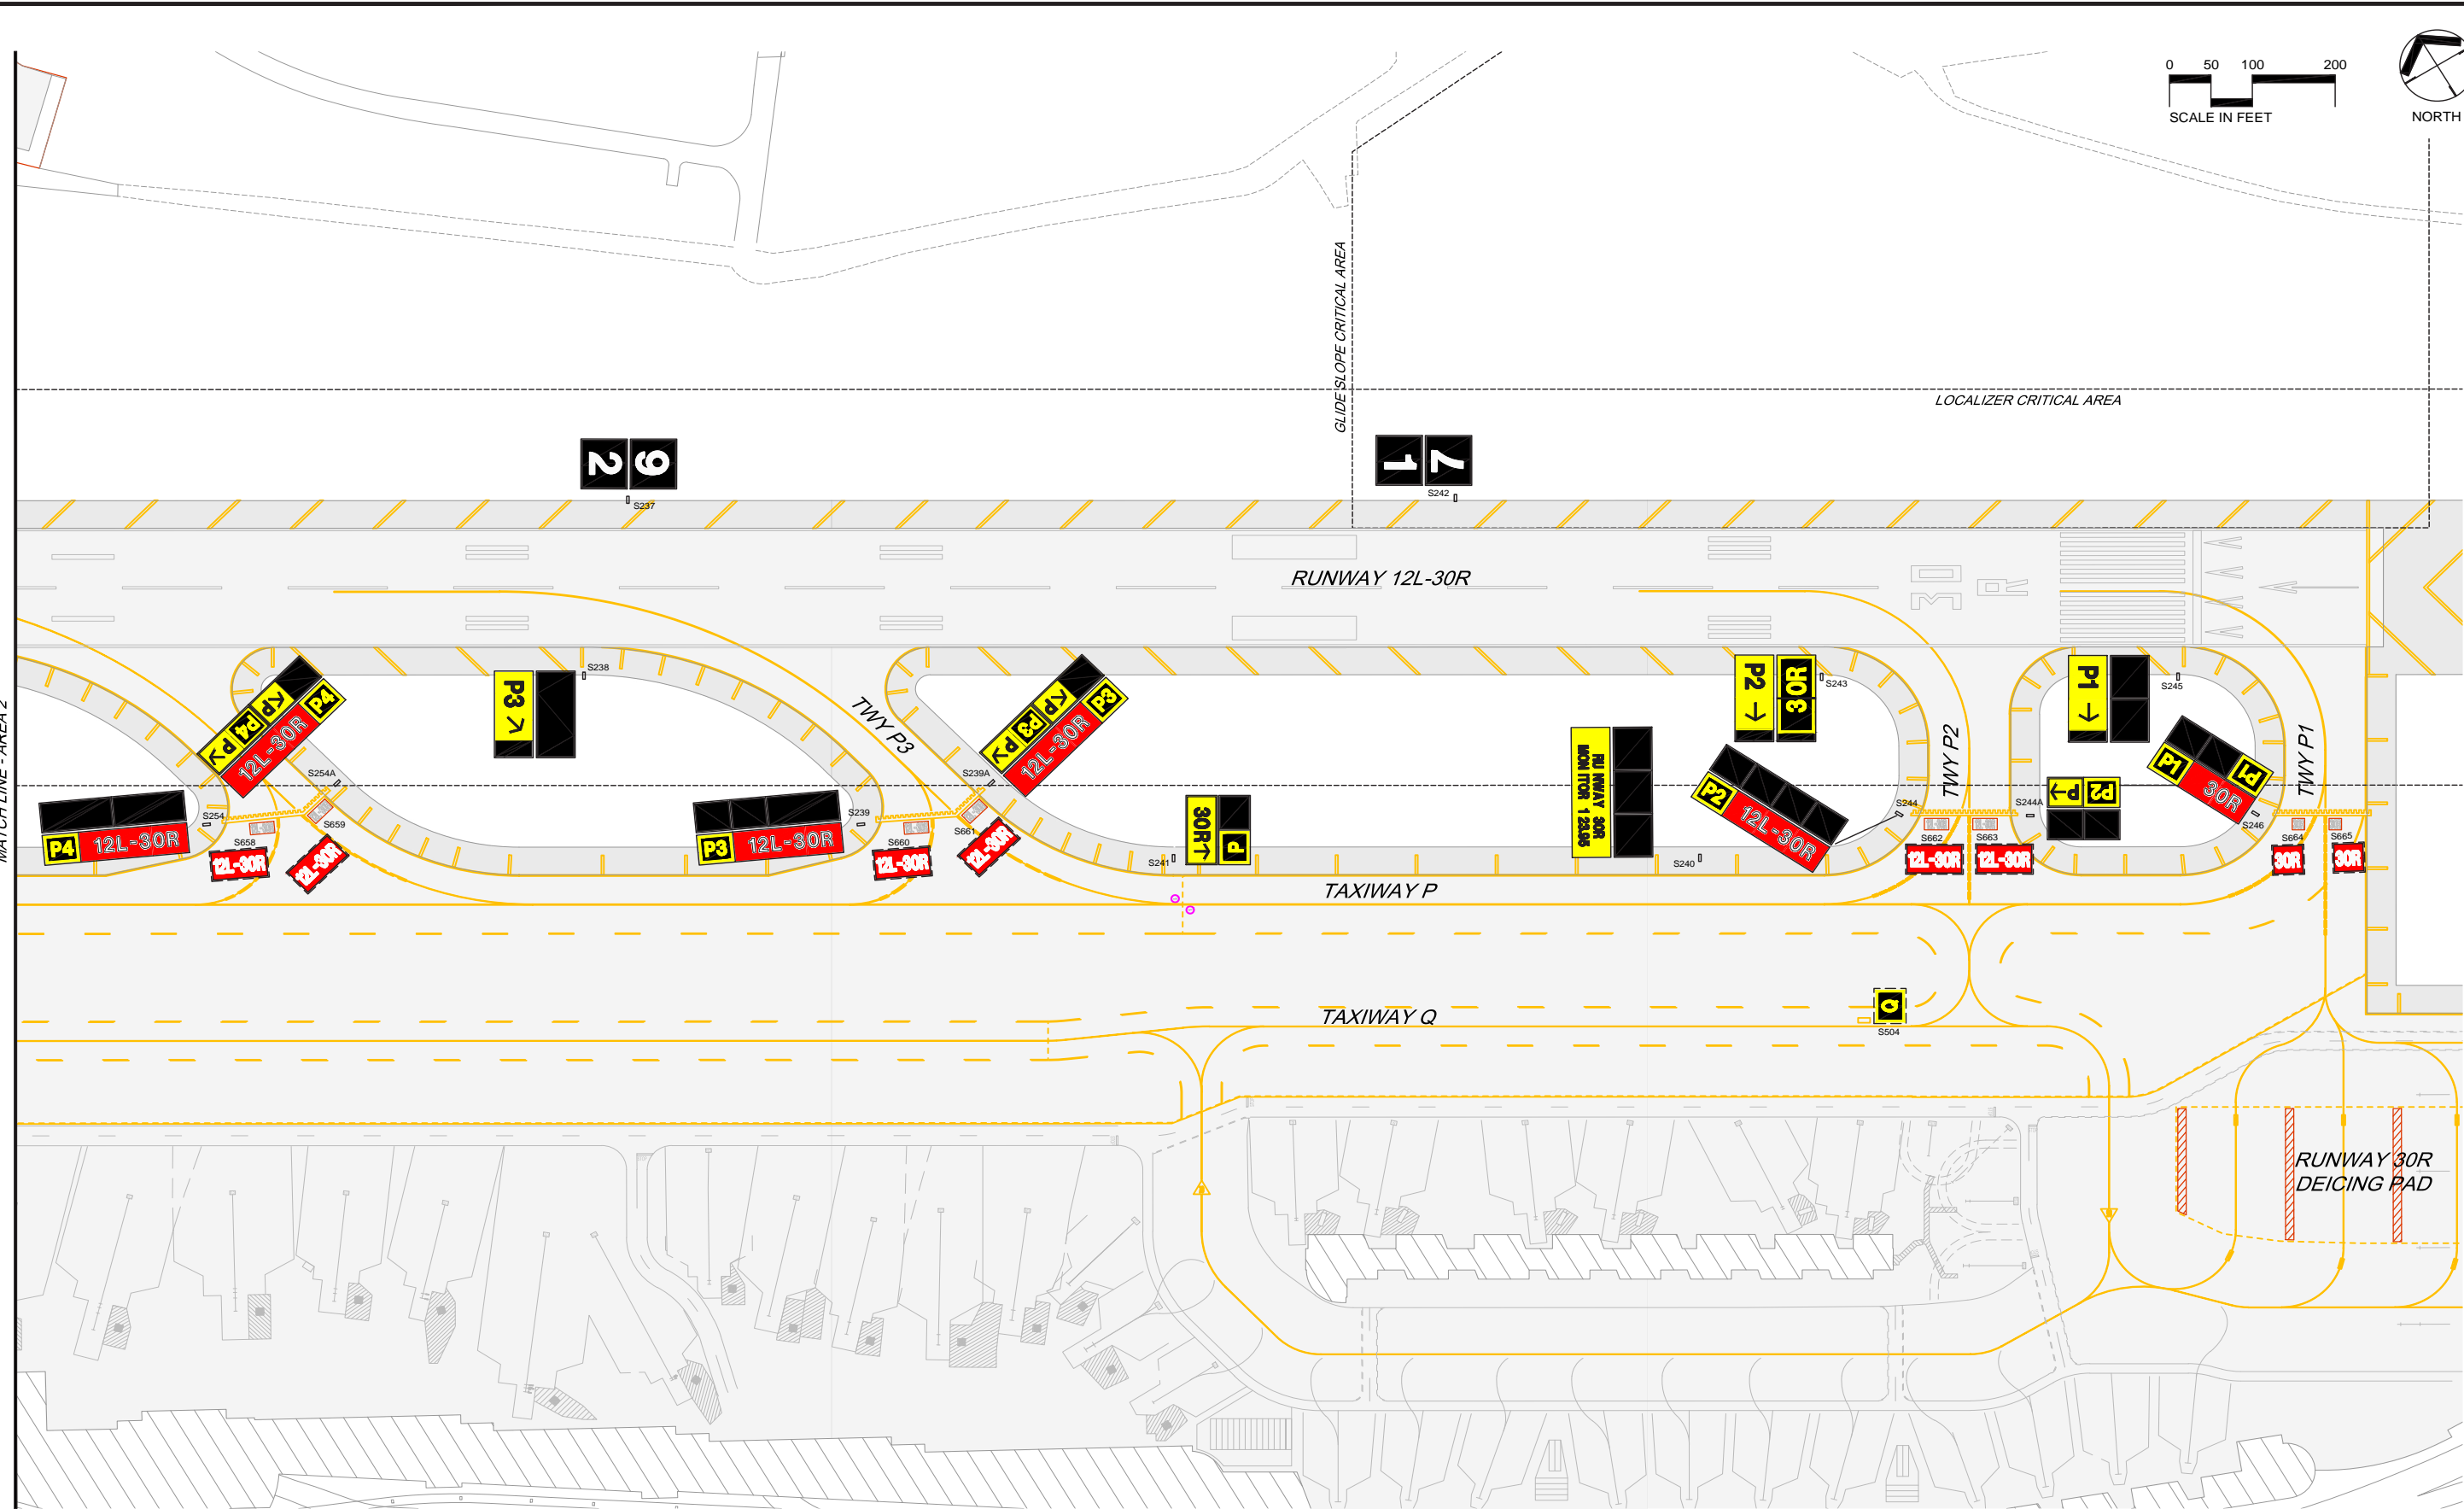 0 50 100 200
SCALE IN FEET
NORTH
MATCH LINE - AREA 2
GLIDE SLOPE CRITICAL AREA
LOCALIZER CRITICAL AREA
2 9
S237
1 7
S242
RUNWAY 12L-30R
30
R
P4 12L-30R
S254
P P4 P
12L-30R P4
S254A
S658
12L-30R
S659
12L-30R
P3
S238
TWY P3
P3 12L-30R
S239
P P3 P
12L-30R P3
S239A
S660
12L-30R
S661
12L-30R
30R
P
S241
RU NWAY 30R
MON ITOR 123.95
S240
P2
30R
S243
P2 12L-30R
S244
TWY P2
S662
12L-30R
S663
12L-30R
S244A
P P2
P1
S245
P1 30R
P1
S246
TWY P1
S664
30R
S665
30R
TAXIWAY P
TAXIWAY Q
Q
S504
RUNWAY 30R
DEICING PAD